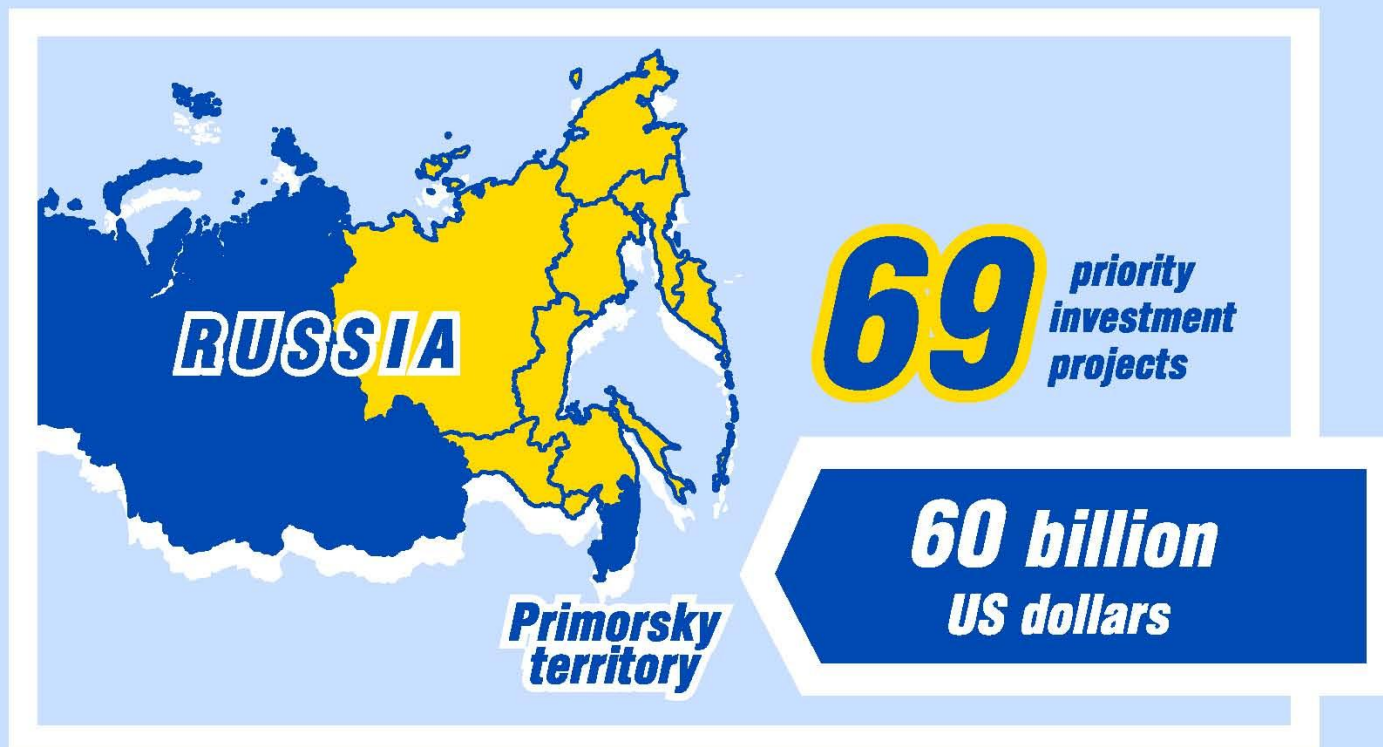 RUSSIA
Primorsky
territory
69
priority
investment
projects
60 billion
US dollars